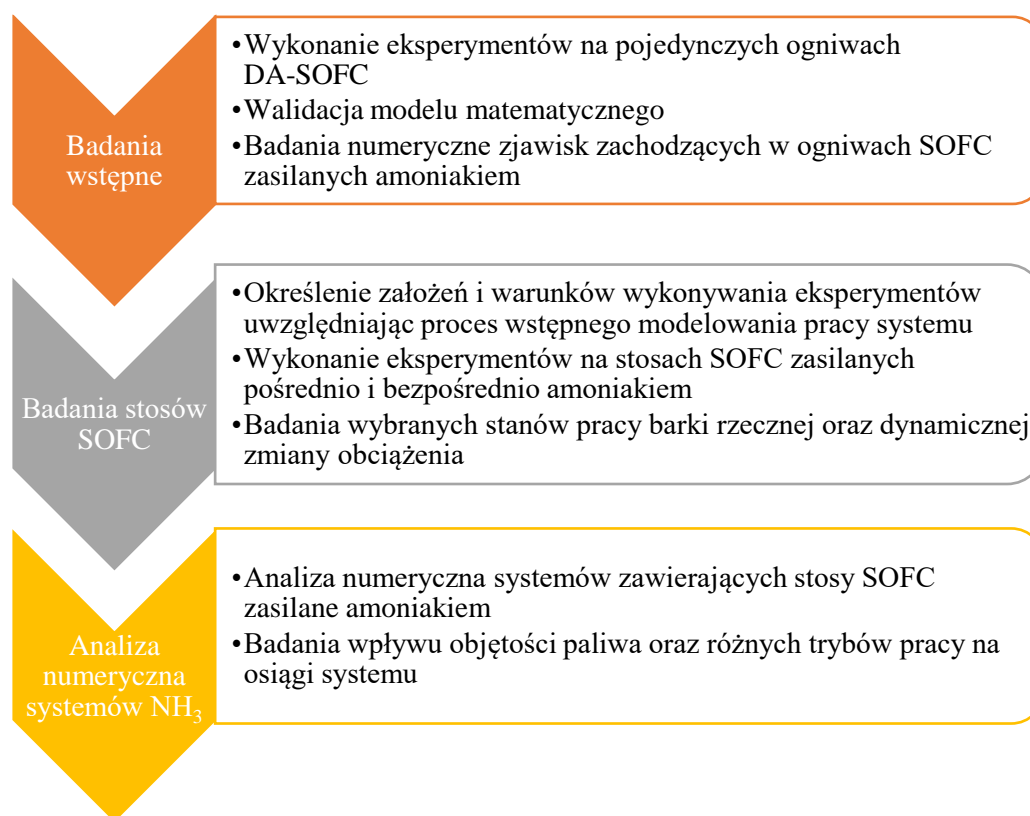 Badania
wstępne
•Wykonanie eksperymentów na pojedynczych ogniwach
DA-SOFC
•Walidacja modelu matematycznego
•Badania numeryczne zjawisk zachodzących w ogniwach SOFC
zasilanych amoniakiem
Badania stosów
SOFC
•Określenie założeń i warunków wykonywania eksperymentów
uwzględniając proces wstępnego modelowania pracy systemu
•Wykonanie eksperymentów na stosach SOFC zasilanych
pośrednio i bezpośrednio amoniakiem
•Badania wybranych stanów pracy barki rzecznej oraz dynamicznej
zmiany obciążenia
Analiza
numeryczna
systemów NH₃
•Analiza numeryczna systemów zawierających stosy SOFC
zasilane amoniakiem
•Badania wpływu objętości paliwa oraz różnych trybów pracy na
osiągi systemu